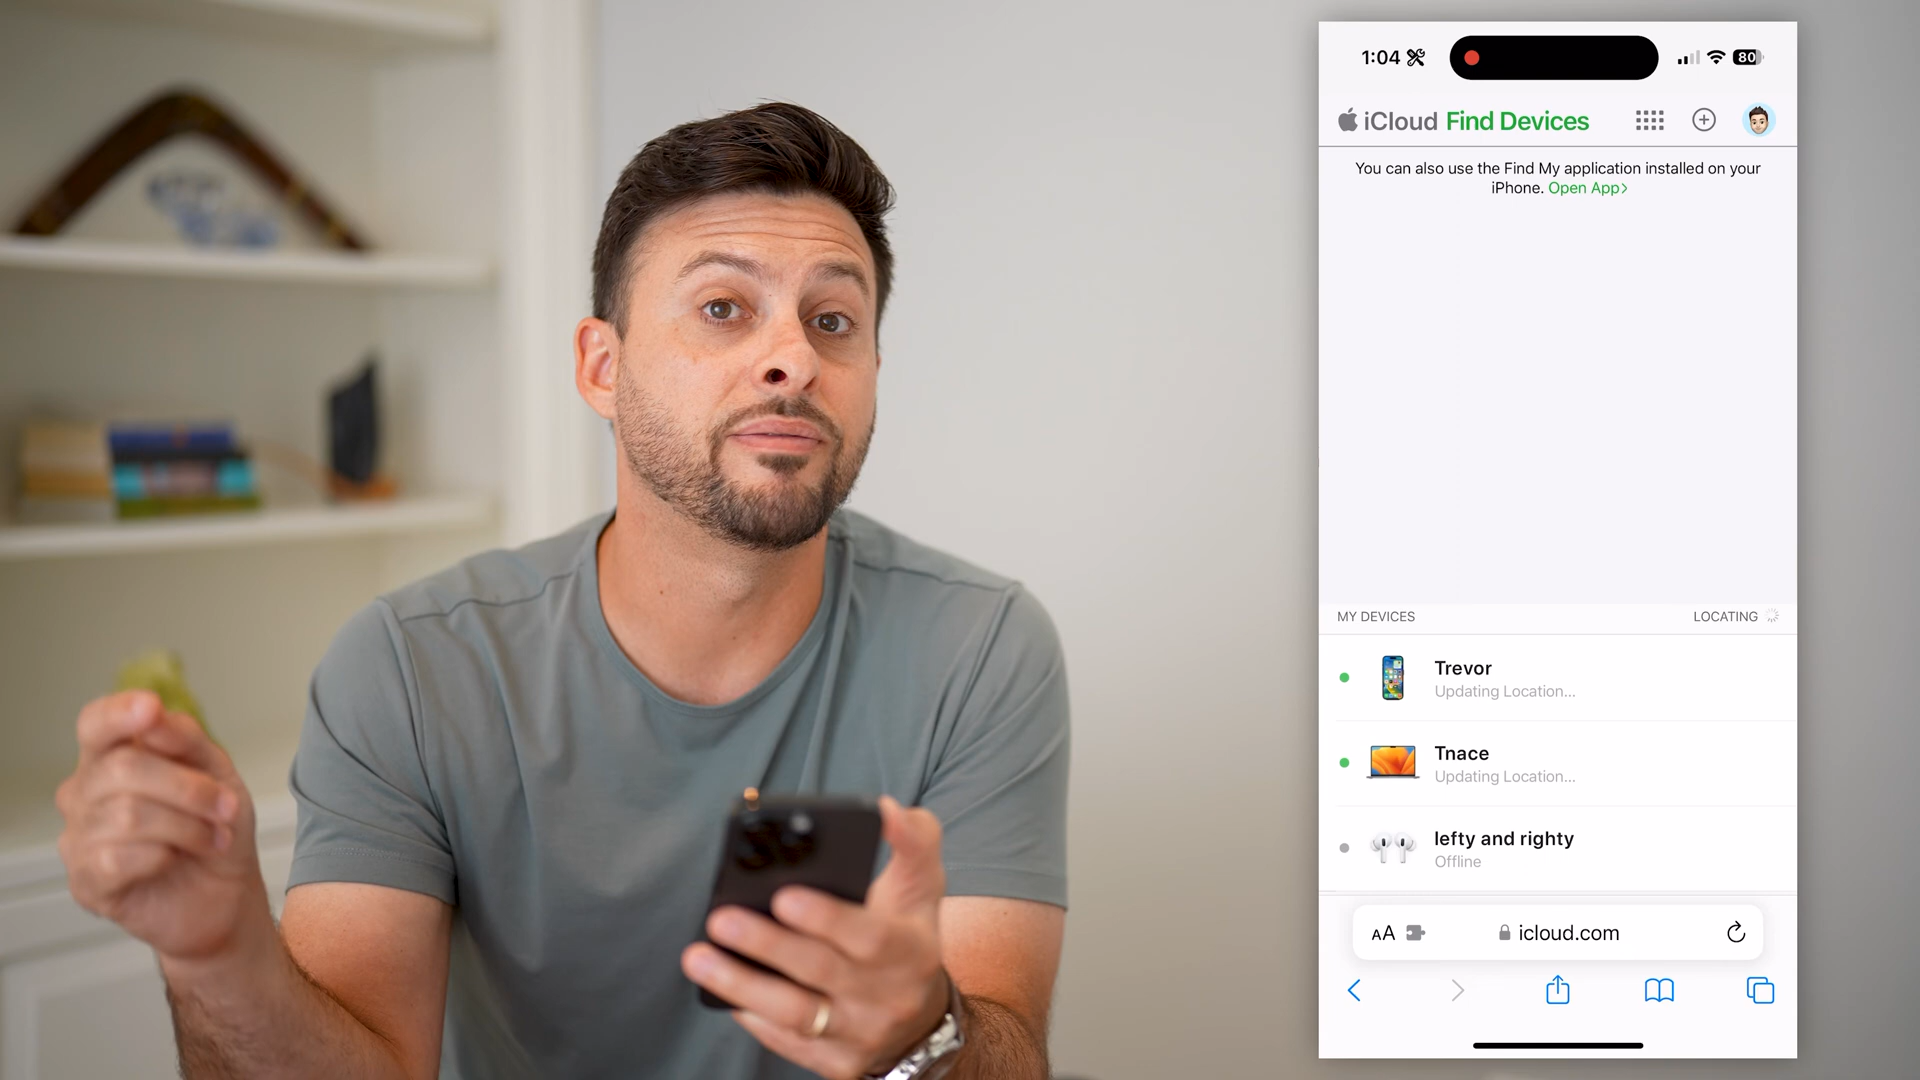 1:04
80
iCloud Find Devices
You can also use the Find My application installed on your
iPhone. Open App>
MY DEVICES
LOCATING
Trevor
Updating Location...
Tnace
Updating Location...
lefty and righty
Offline
AA
icloud.com